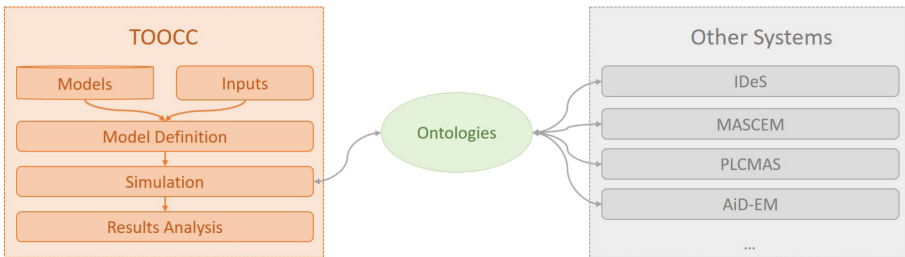 TOOCC
Models
Inputs
Model Definition
Simulation
Results Analysis
Ontologies
Other Systems
IDeS
MASCEM
PLCMAS
AiD-EM
...